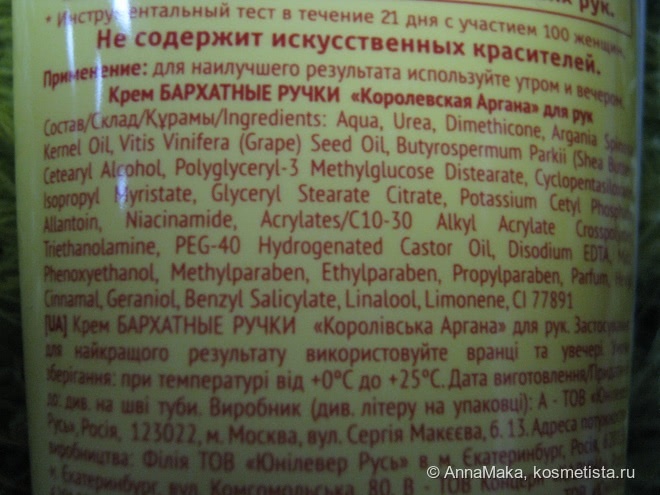 рук.
* Инструментальный тест в течение 21 дня с участием 100 женщин.
Не содержит искусственных красителей.
Применение: для наилучшего результата используйте утром и вечером.
Крем БАРХАТНЫЕ РУЧКИ «Королевская Аргана» для рук
Состав/Склад/Құрамы/Ingredients: Aqua, Urea, Dimethicone, Argania
Kernel Oil, Vitis Vinifera (Grape) Seed Oil, Butyrospermum Parkii (Shea
Cetearyl Alcohol, Polyglyceryl-3 Methylglucose Distearate,
Isopropyl Myristate, Glyceryl Stearate Citrate, Potassium Cetyl
Allantoin, Niacinamide, Acrylates/C10-30 Alkyl Acrylate
Triethanolamine, PEG-40 Hydrogenated Castor Oil, Disodium EDTA,
Phenoxyethanol, Methylparaben, Ethylparaben, Propylparaben, Parfum,
Cinnamal, Geraniol, Benzyl Salicylate, Linalool, Limonene, CI 77891
[UA] Крем БАРХАТНЫЕ РУЧКИ «Королівська Аргана» для рук.
для найкращого результату використовуйте вранці та увечері.
зберігання: при температурі від +0°C до +25°C. Дата виготовлення/
до: див. на шві туби. Виробник (див. літеру на упаковці): А - ТОВ
Русь», Росія, 123022, м. Москва, вул. Сергія Макєєва, б. 13. Адреса
виробництва: Філія ТОВ «Юнілевер Русь» в м. Єкатеринбург, Росія,
м. Єкатеринбург, вул. Комсомольська, 80. В - ТОВ
© AnnaMaka, kosmetista.ru